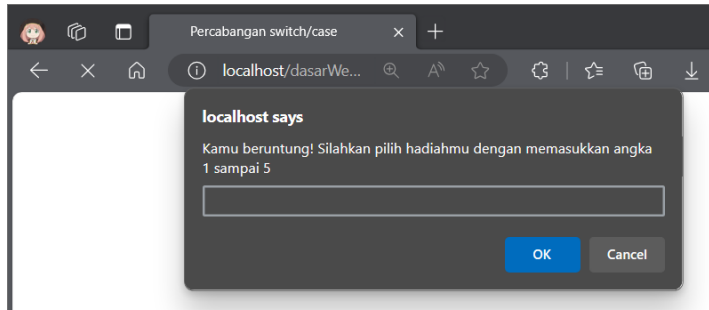 Percabangan switch/case
localhost/dasarWe...
localhost says
Kamu beruntung! Silahkan pilih hadiahmu dengan memasukkan angka
1 sampai 5
OK
Cancel